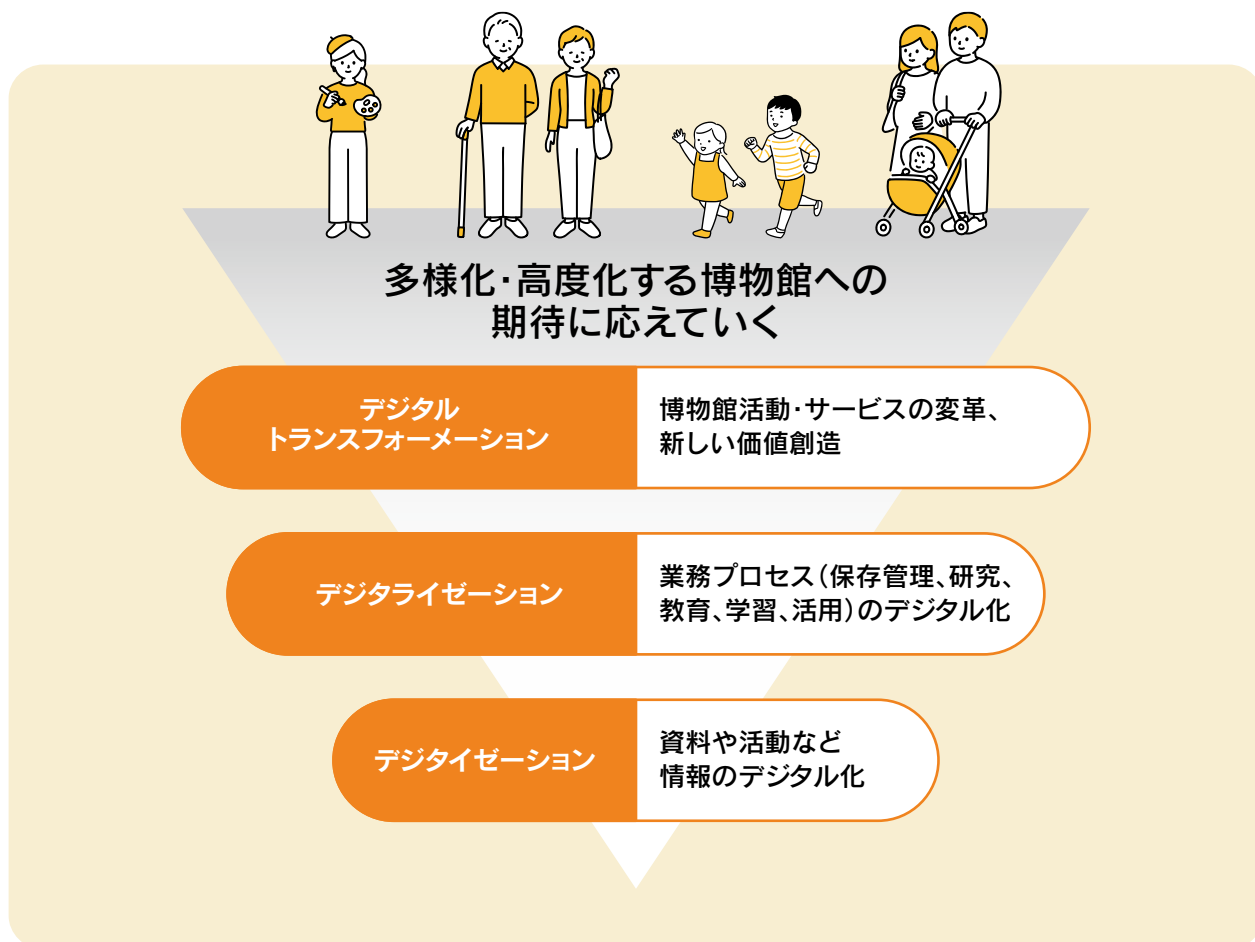 多様化・高度化する博物館への
期待に応えていく
デジタル
トランスフォーメーション
博物館活動・サービスの変革、
新しい価値創造
デジタライゼーション
業務プロセス（保存管理、研究、
教育、学習、活用）のデジタル化
デジタイゼーション
資料や活動など
情報のデジタル化